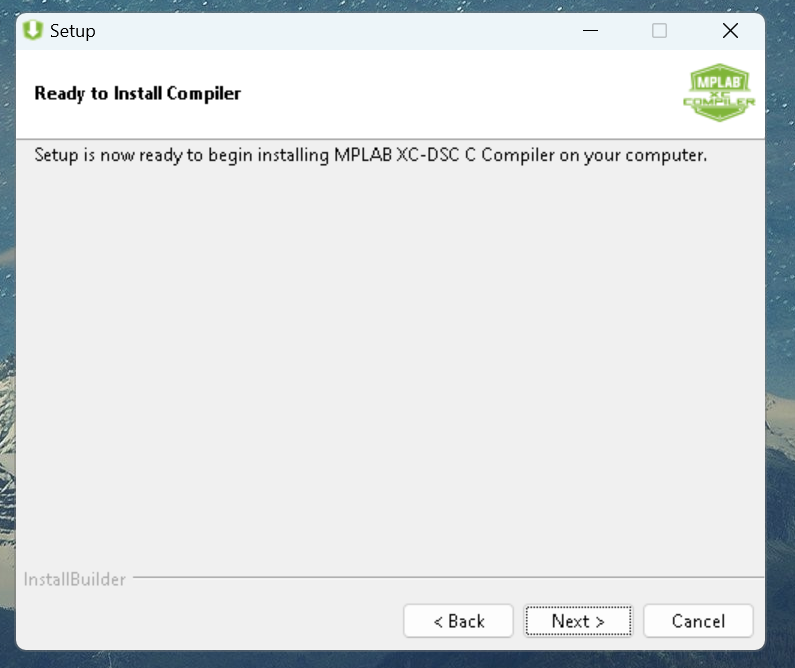 Setup
Ready to Install Compiler
MPLAB
XC
COMPILER
Setup is now ready to begin installing MPLAB XC-DSC C Compiler on your computer.
InstallBuilder
< Back
Next >
Cancel